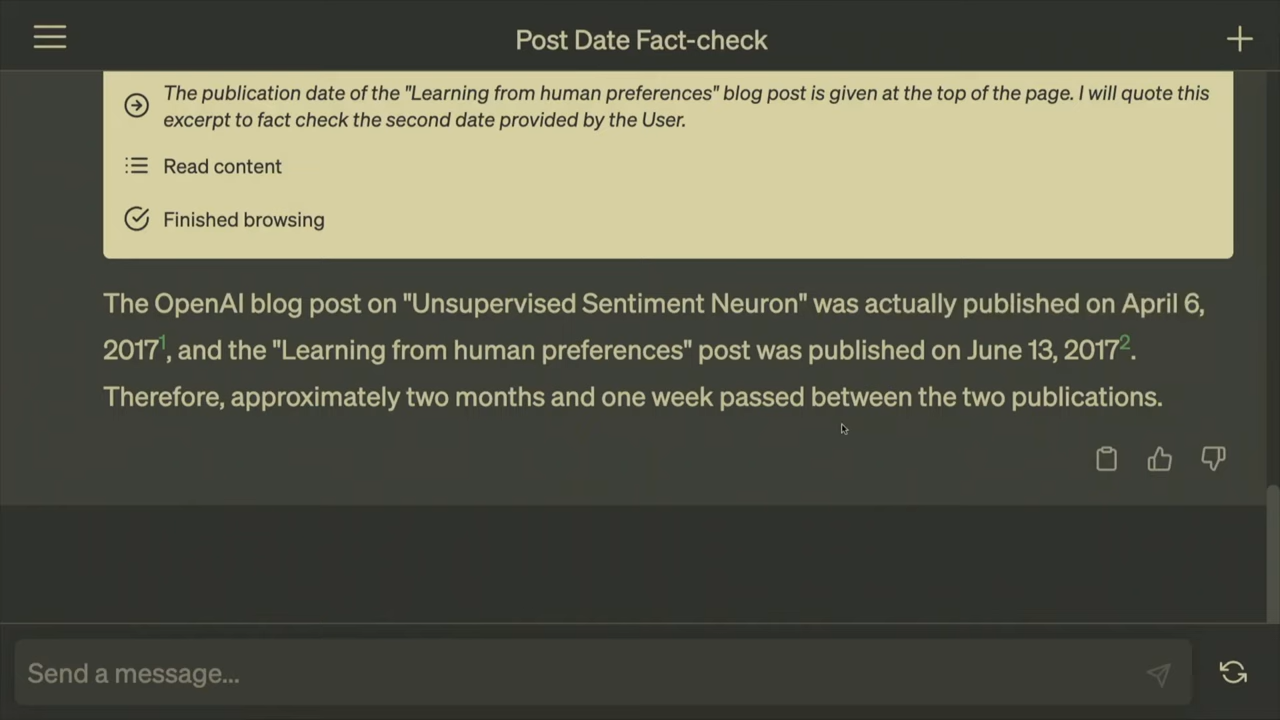 Post Date Fact-check
The publication date of the "Learning from human preferences" blog post is given at the top of the page. I will quote this
excerpt to fact check the second date provided by the User.
Read content
Finished browsing
The OpenAI blog post on "Unsupervised Sentiment Neuron" was actually published on April 6,
2017¹, and the "Learning from human preferences" post was published on June 13, 2017².
Therefore, approximately two months and one week passed between the two publications.
Send a message...